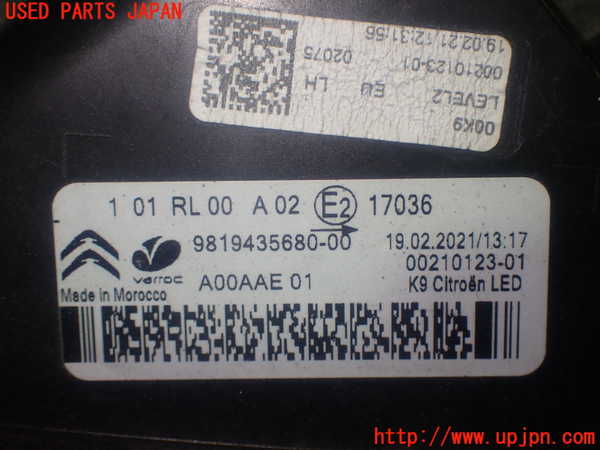 USED PARTS JAPAN
19.02.21/12:31:56
00210123-01
02075
LEVEL2 EU LH
00K9
1 01 RL 00 A 02 E2 17036
9819435680-00 19.02.2021/13:17
varroc 00210123-01
Made in Morocco A00AAE 01 K9 Citroën LED
http://www.upjpn.com/